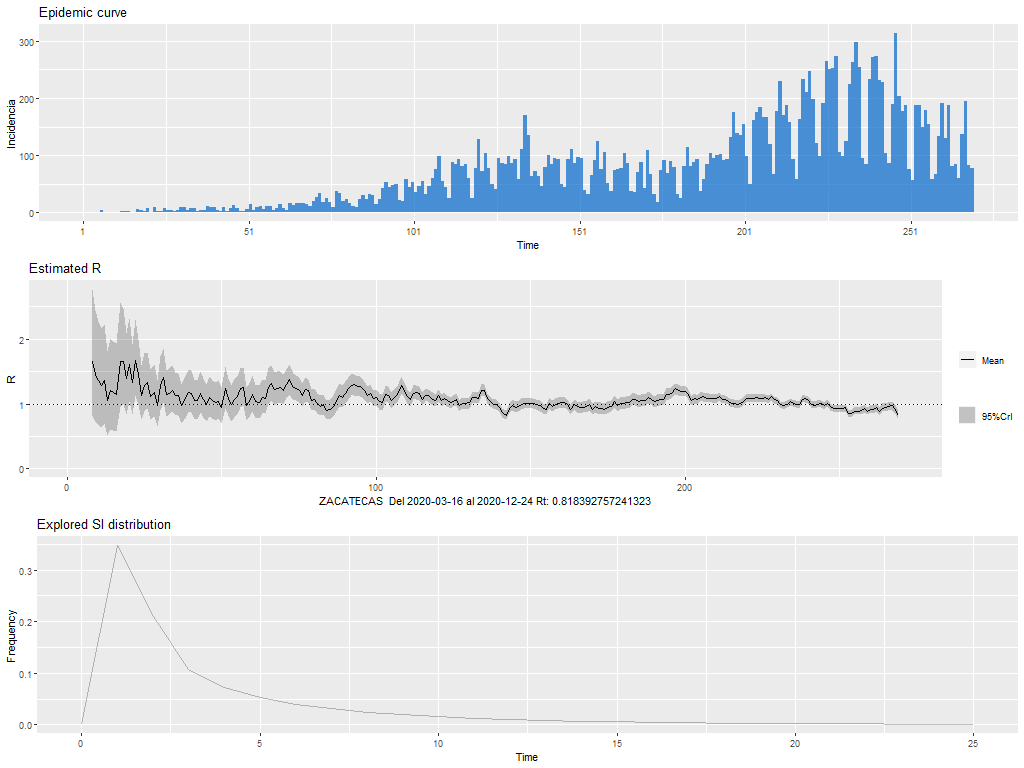 Epidemic curve
300
200
100
0
Incidencia
1 51 101 151 201 251
Time
Estimated R
2
1
0
R
0 100 200
ZACATECAS Del 2020-03-16 al 2020-12-24 Rt: 0.818392757241323
Mean
95%CrI
Explored SI distribution
0.3
0.2
0.1
0.0
Frequency
0 5 10 15 20 25
Time